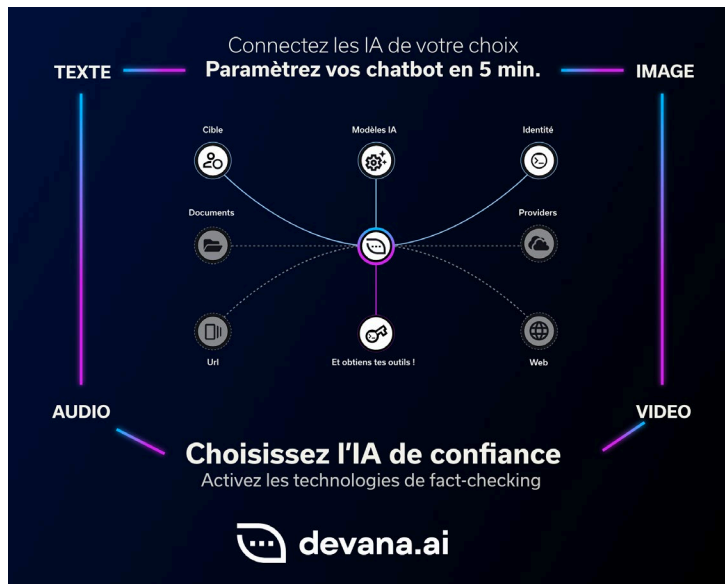 Connectez les IA de votre choix
TEXTE
Paramètrez vos chatbot en 5 min.
IMAGE
Cible
Modèles IA
Identité
Documents
Providers
Url
Et obtiens tes outils !
Web
AUDIO
VIDEO
Choisissez l'IA de confiance
Activez les technologies de fact-checking
devana.ai